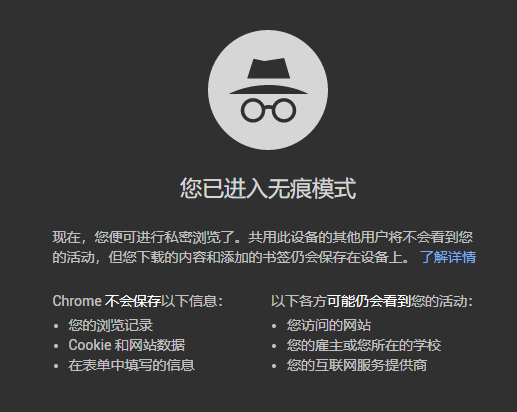 您已进入无痕模式
现在，您便可进行私密浏览了。共用此设备的其他用户将不会看到您
的活动，但您下载的内容和添加的书签仍会保存在设备上。 了解详情
Chrome 不会保存以下信息：
• 您的浏览记录
• Cookie 和网站数据
• 在表单中填写的信息
以下各方可能仍会看到您的活动：
• 您访问的网站
• 您的雇主或您所在的学校
• 您的互联网服务提供商